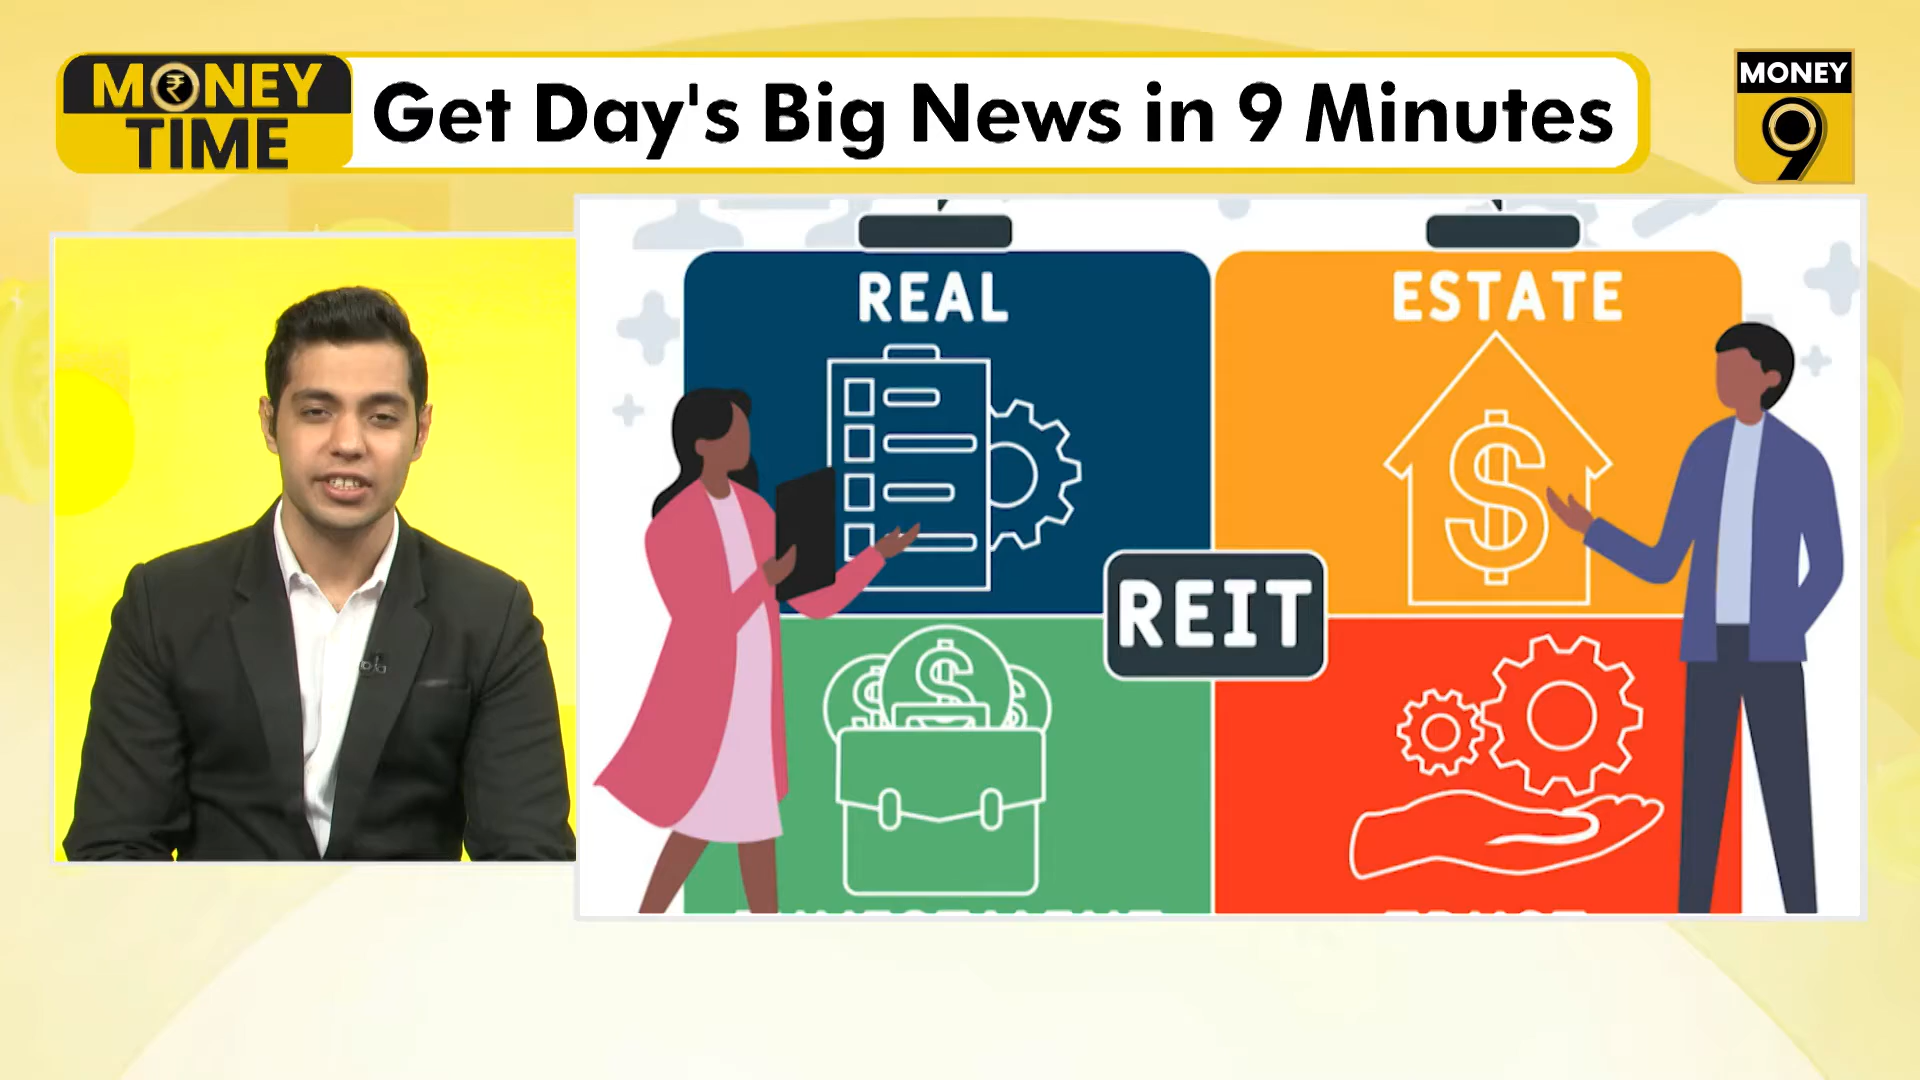 MONEY
TIME
Get Day's Big News in 9 Minutes
MONEY
9
REAL
ESTATE
REIT